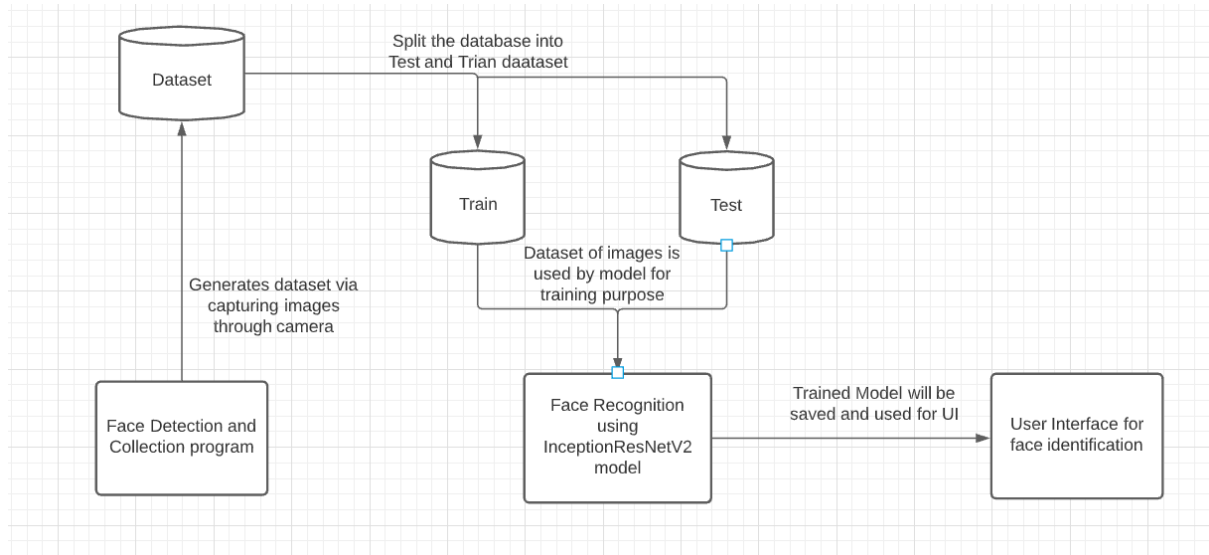 Dataset
Split the database into
Test and Trian daataset
Train
Test
Dataset of images is
used by model for
training purpose
Generates dataset via
capturing images
through camera
Face Detection and
Collection program
Face Recognition
using
InceptionResNetV2
model
Trained Model will be
saved and used for UI
User Interface for
face identification